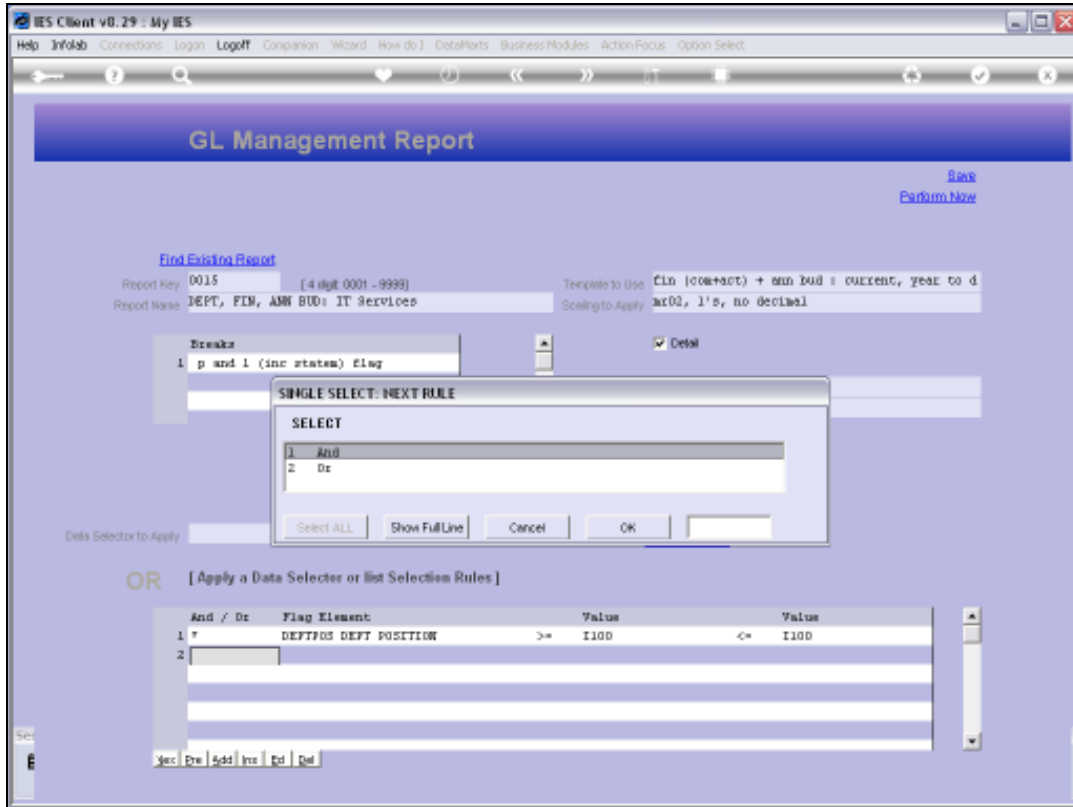 IES Client v8.29 : My IES
Help Infolab Connections Logon Logoff Companion Wizard How do I DataMarts Business Modules Action Focus Option Select
GL Management Report
Save
Perform Now
Find Existing Report
Report Key 0015 [ 4 digit: 0001 - 9999] Template to Use fin (com+act) + ann bud : current, year to d
Report Name DEPT, FIN, ANN BUD: IT Services Scaling to Apply mr02, 1's, no decimal
Breaks Detail
1 p and l (inc statem) flag
SINGLE SELECT: NEXT RULE
SELECT
1 And
2 Or
Select ALL Show Full Line Cancel OK
Data Selector to Apply
OR [ Apply a Data Selector or list Selection Rules ]
And / Or Flag Element Value Value
1 * DEPTPOS DEPT POSITION >= I100 <= I100
2
Nex Pre Add Ins Ed Del